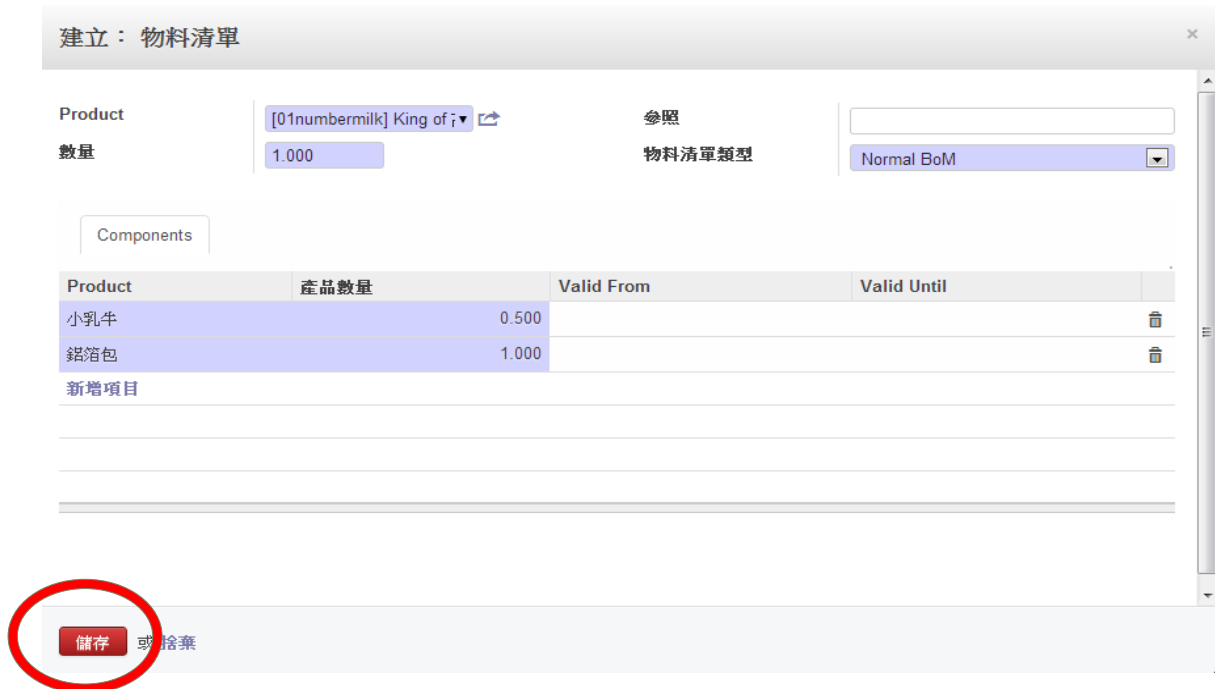 建立： 物料清單
Product [01numbermilk] King of 參照
數量 1.000 物料清單類型 Normal BoM
Components
Product 產品數量 Valid From Valid Until
小乳牛 0.500
鋁箔包 1.000
新增項目
儲存 或 捨棄